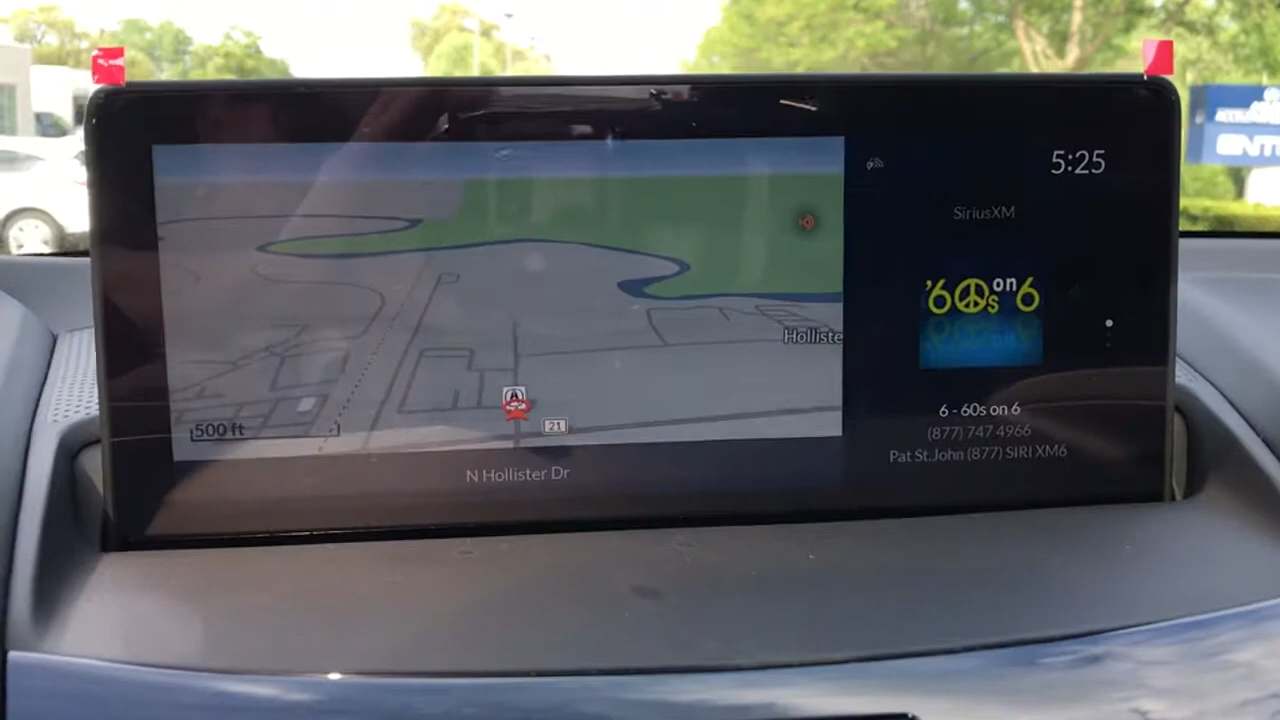 5:25
SiriusXM
'60s on 6
Holliste
A
21
500 ft
6 - 60s on 6
(877) 747 4966
Pat St.John (877) SIRI XM6
N Hollister Dr